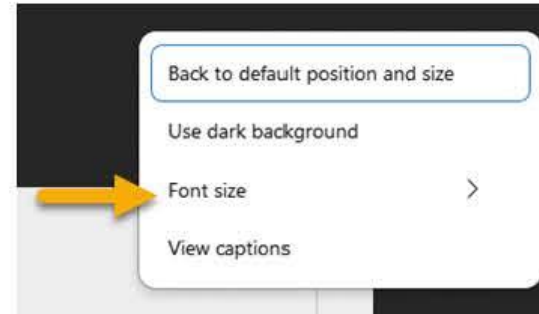 Back to default position and size
Use dark background
Font size
View captions